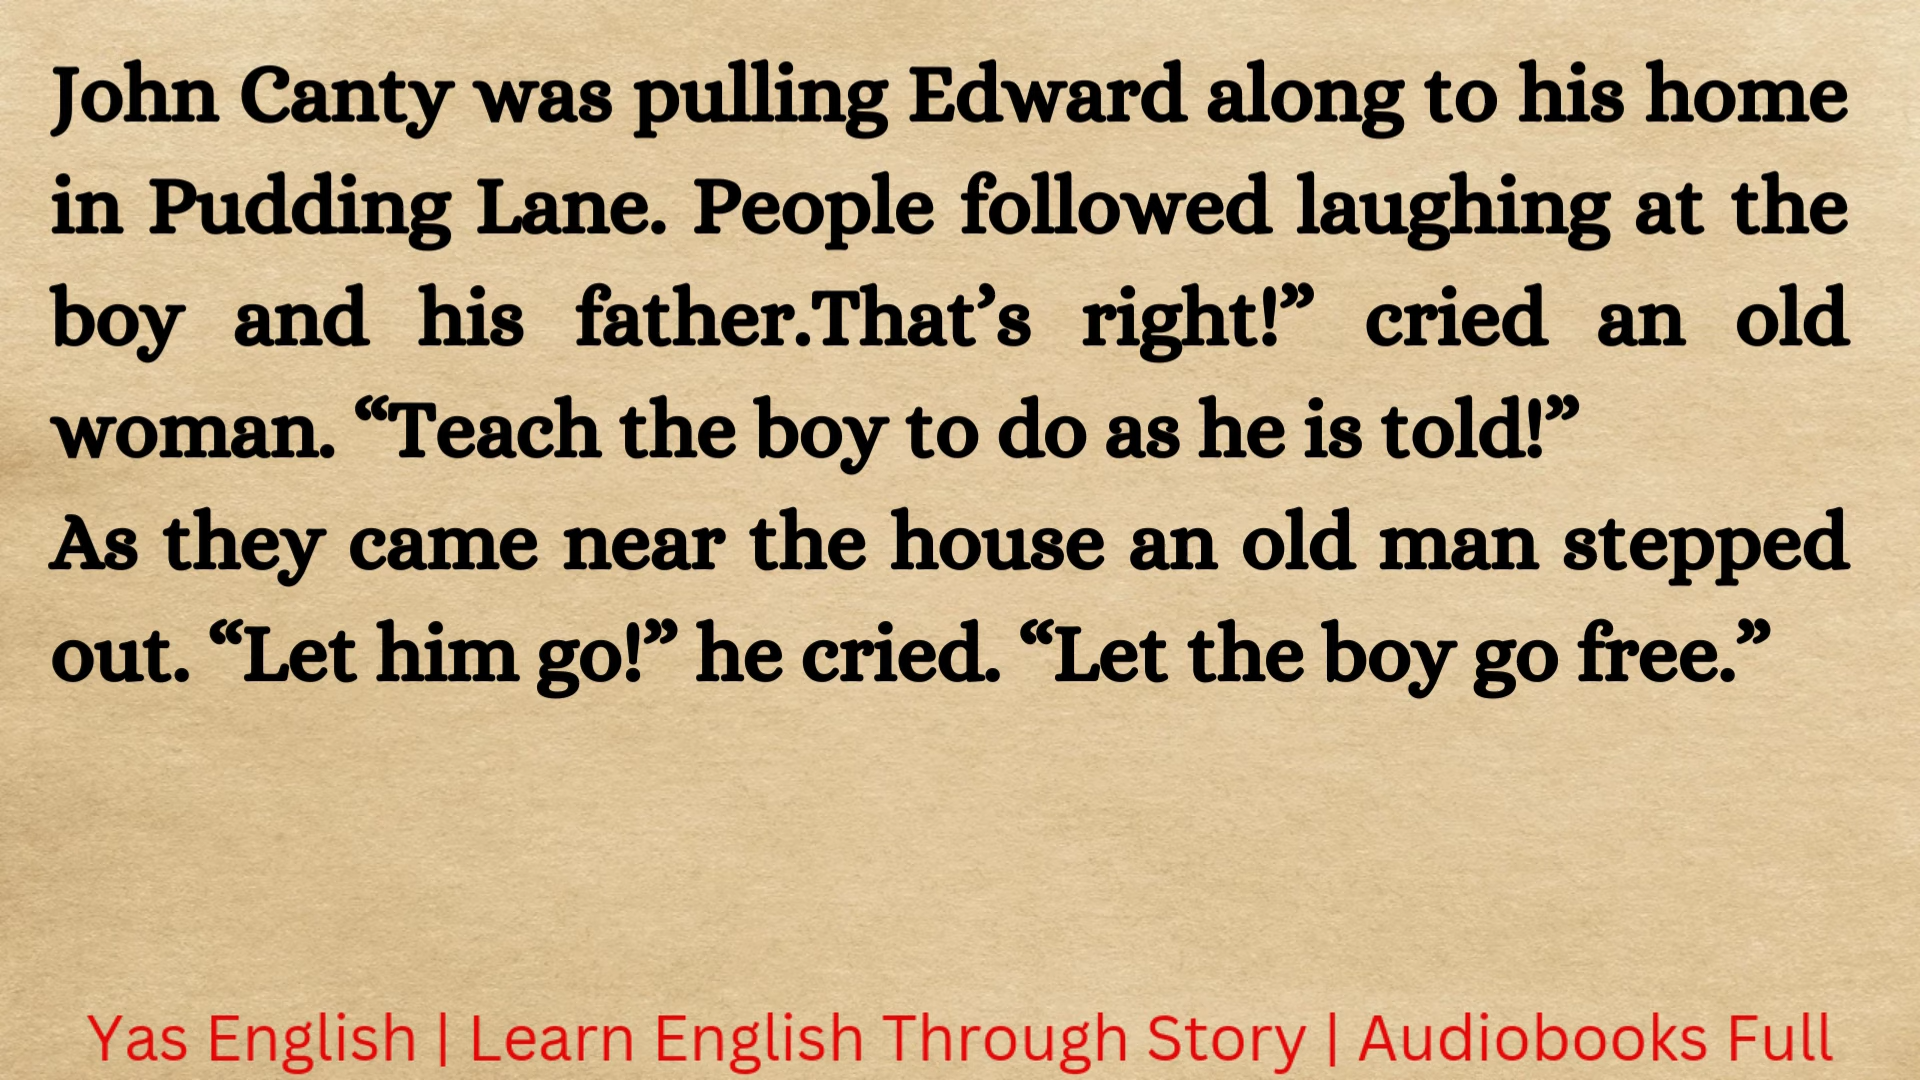 John Canty was pulling Edward along to his home
in Pudding Lane. People followed laughing at the
boy and his father.That’s right!” cried an old
woman. “Teach the boy to do as he is told!”
As they came near the house an old man stepped
out. “Let him go!” he cried. “Let the boy go free.”
Yas English | Learn English Through Story | Audiobooks Full